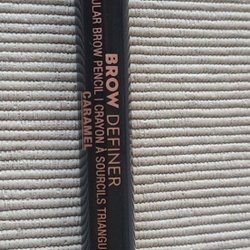 BROW DEFINER
ULAR BROW PENCIL | CRAYON À SOURCILS TRIANGU
CARAMEL